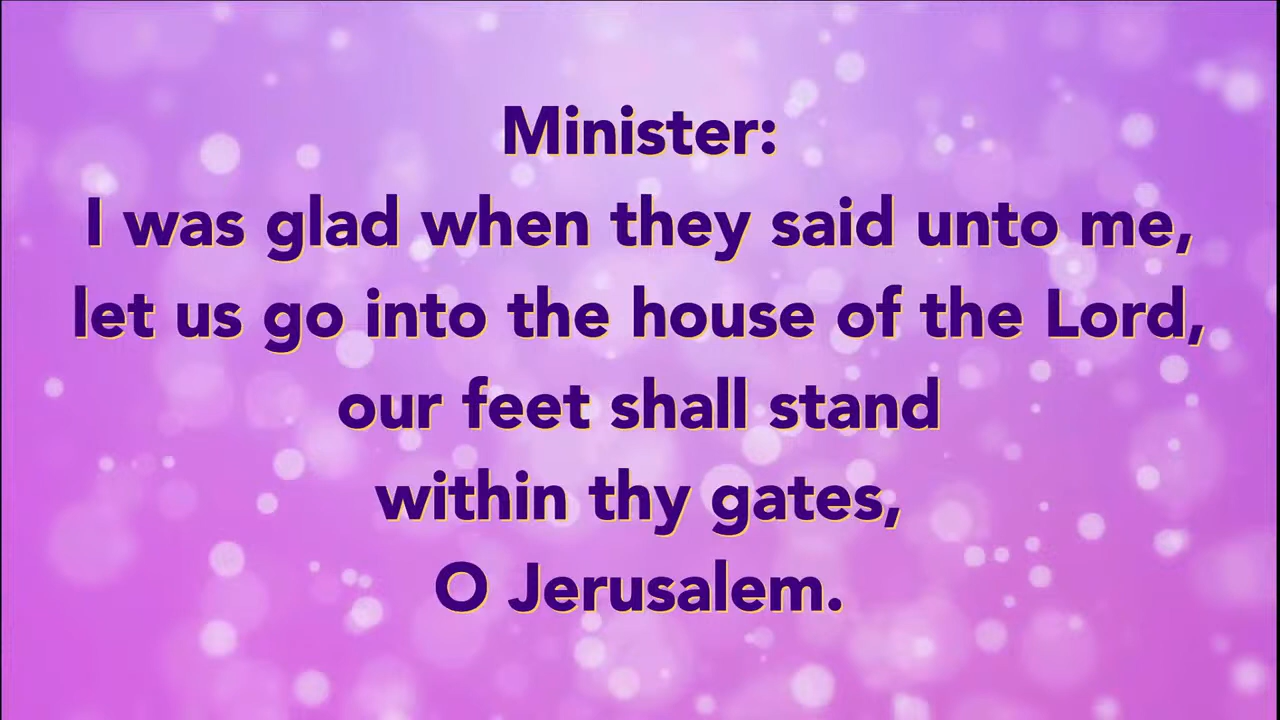 Minister:
I was glad when they said unto me,
let us go into the house of the Lord,
our feet shall stand
within thy gates,
O Jerusalem.